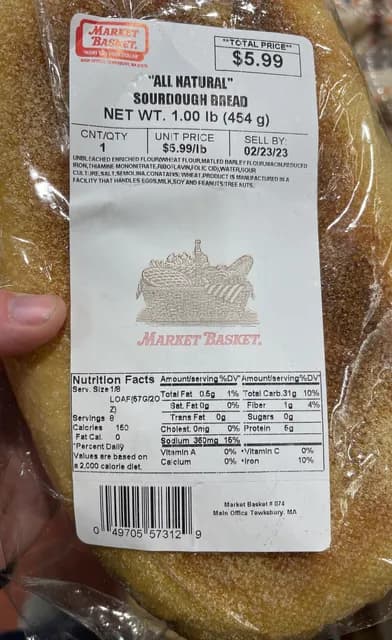 MARKET
BASKET.
**TOTAL PRICE**
$5.99
"ALL NATURAL"
SOURDOUGH BREAD
NET WT. 1.00 lb (454 g)
CNT/QTY
1
UNIT PRICE
$5.99/lb
SELL BY:
02/23/23
UNBLEACHED ENRICHED FLOUR(WHEAT FLOUR,MATLED BARLEY FLOUR,NIACIN,REDUCED
IRON,THIAMINE MONONITRATE,RIBOFLAVIN,FOLIC CID),WATER,SOUR
CULTURE,SALT,SEMOLINA.CONATAINS: WHEAT.PRODUCT IS MANUFACTURED IN A
FACILITY THAT HANDLES EGGS,MILK,SOY AND PEANUTS/TREE NUTS.
MARKET BASKET.
Nutrition Facts
Serv. Size 1/8
LOAF(57G/20
Z)
Servings 8
Calories 150
Fat Cal. 0
*Percent Daily
Values are based on
a 2,000 calorie diet.
Amount/serving %DV* Amount/serving %DV*
Total Fat 0.5g 1% Total Carb.31g 10%
Sat. Fat 0g 0% Fiber 1g 4%
Trans Fat 0g Sugars 0g
Cholest. 0mg 0% Protein 5g
Sodium 360mg 15%
Vitamin A 0% • Vitamin C 0%
Calcium 0% • Iron 10%
0 49705 57312 9
Market Basket # 074
Main Office Tewksbury, MA